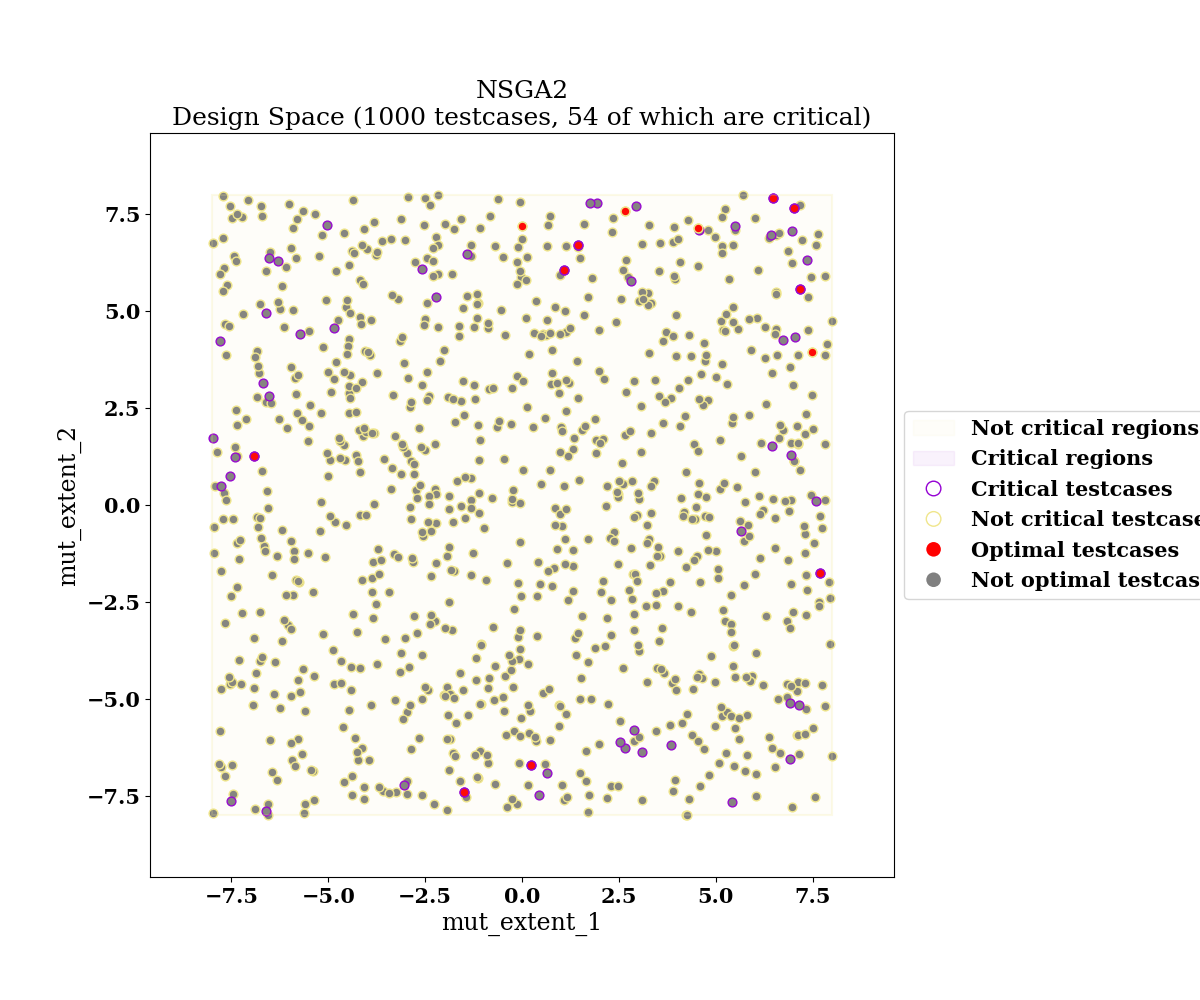 NSGA2
Design Space (1000 testcases, 54 of which are critical)
mut_extent_2
7.5
5.0
2.5
0.0
−2.5
−5.0
−7.5
−7.5 −5.0 −2.5 0.0 2.5 5.0 7.5
mut_extent_1
Not critical regions
Critical regions
Critical testcases
Not critical testcase
Optimal testcases
Not optimal testcas